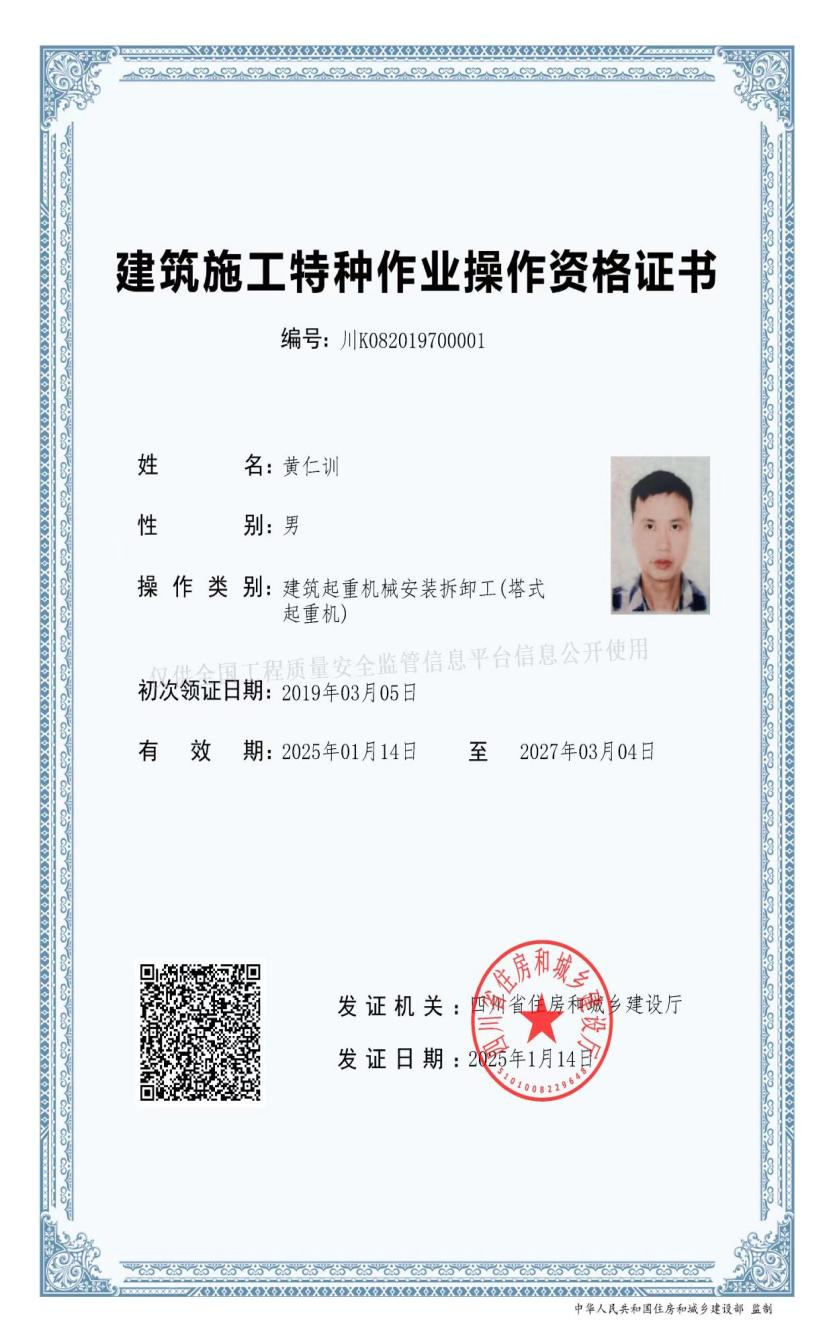 建筑施工特种作业操作资格证书
编号: 川K082019700001
姓 名: 黄仁训
性 别: 男
操 作 类 别: 建筑起重机械安装拆卸工(塔式
起重机)
仅供全国工程质量安全监管信息平台信息公开使用
初次领证日期: 2019年03月05日
有 效 期: 2025年01月14日 至 2027年03月04日
发 证 机 关 : 四川省住房和城乡建设厅
发 证 日 期 : 2025年1月14日
四川省住房和城乡建设厅
5101008229648
中华人民共和国住房和城乡建设部 监制